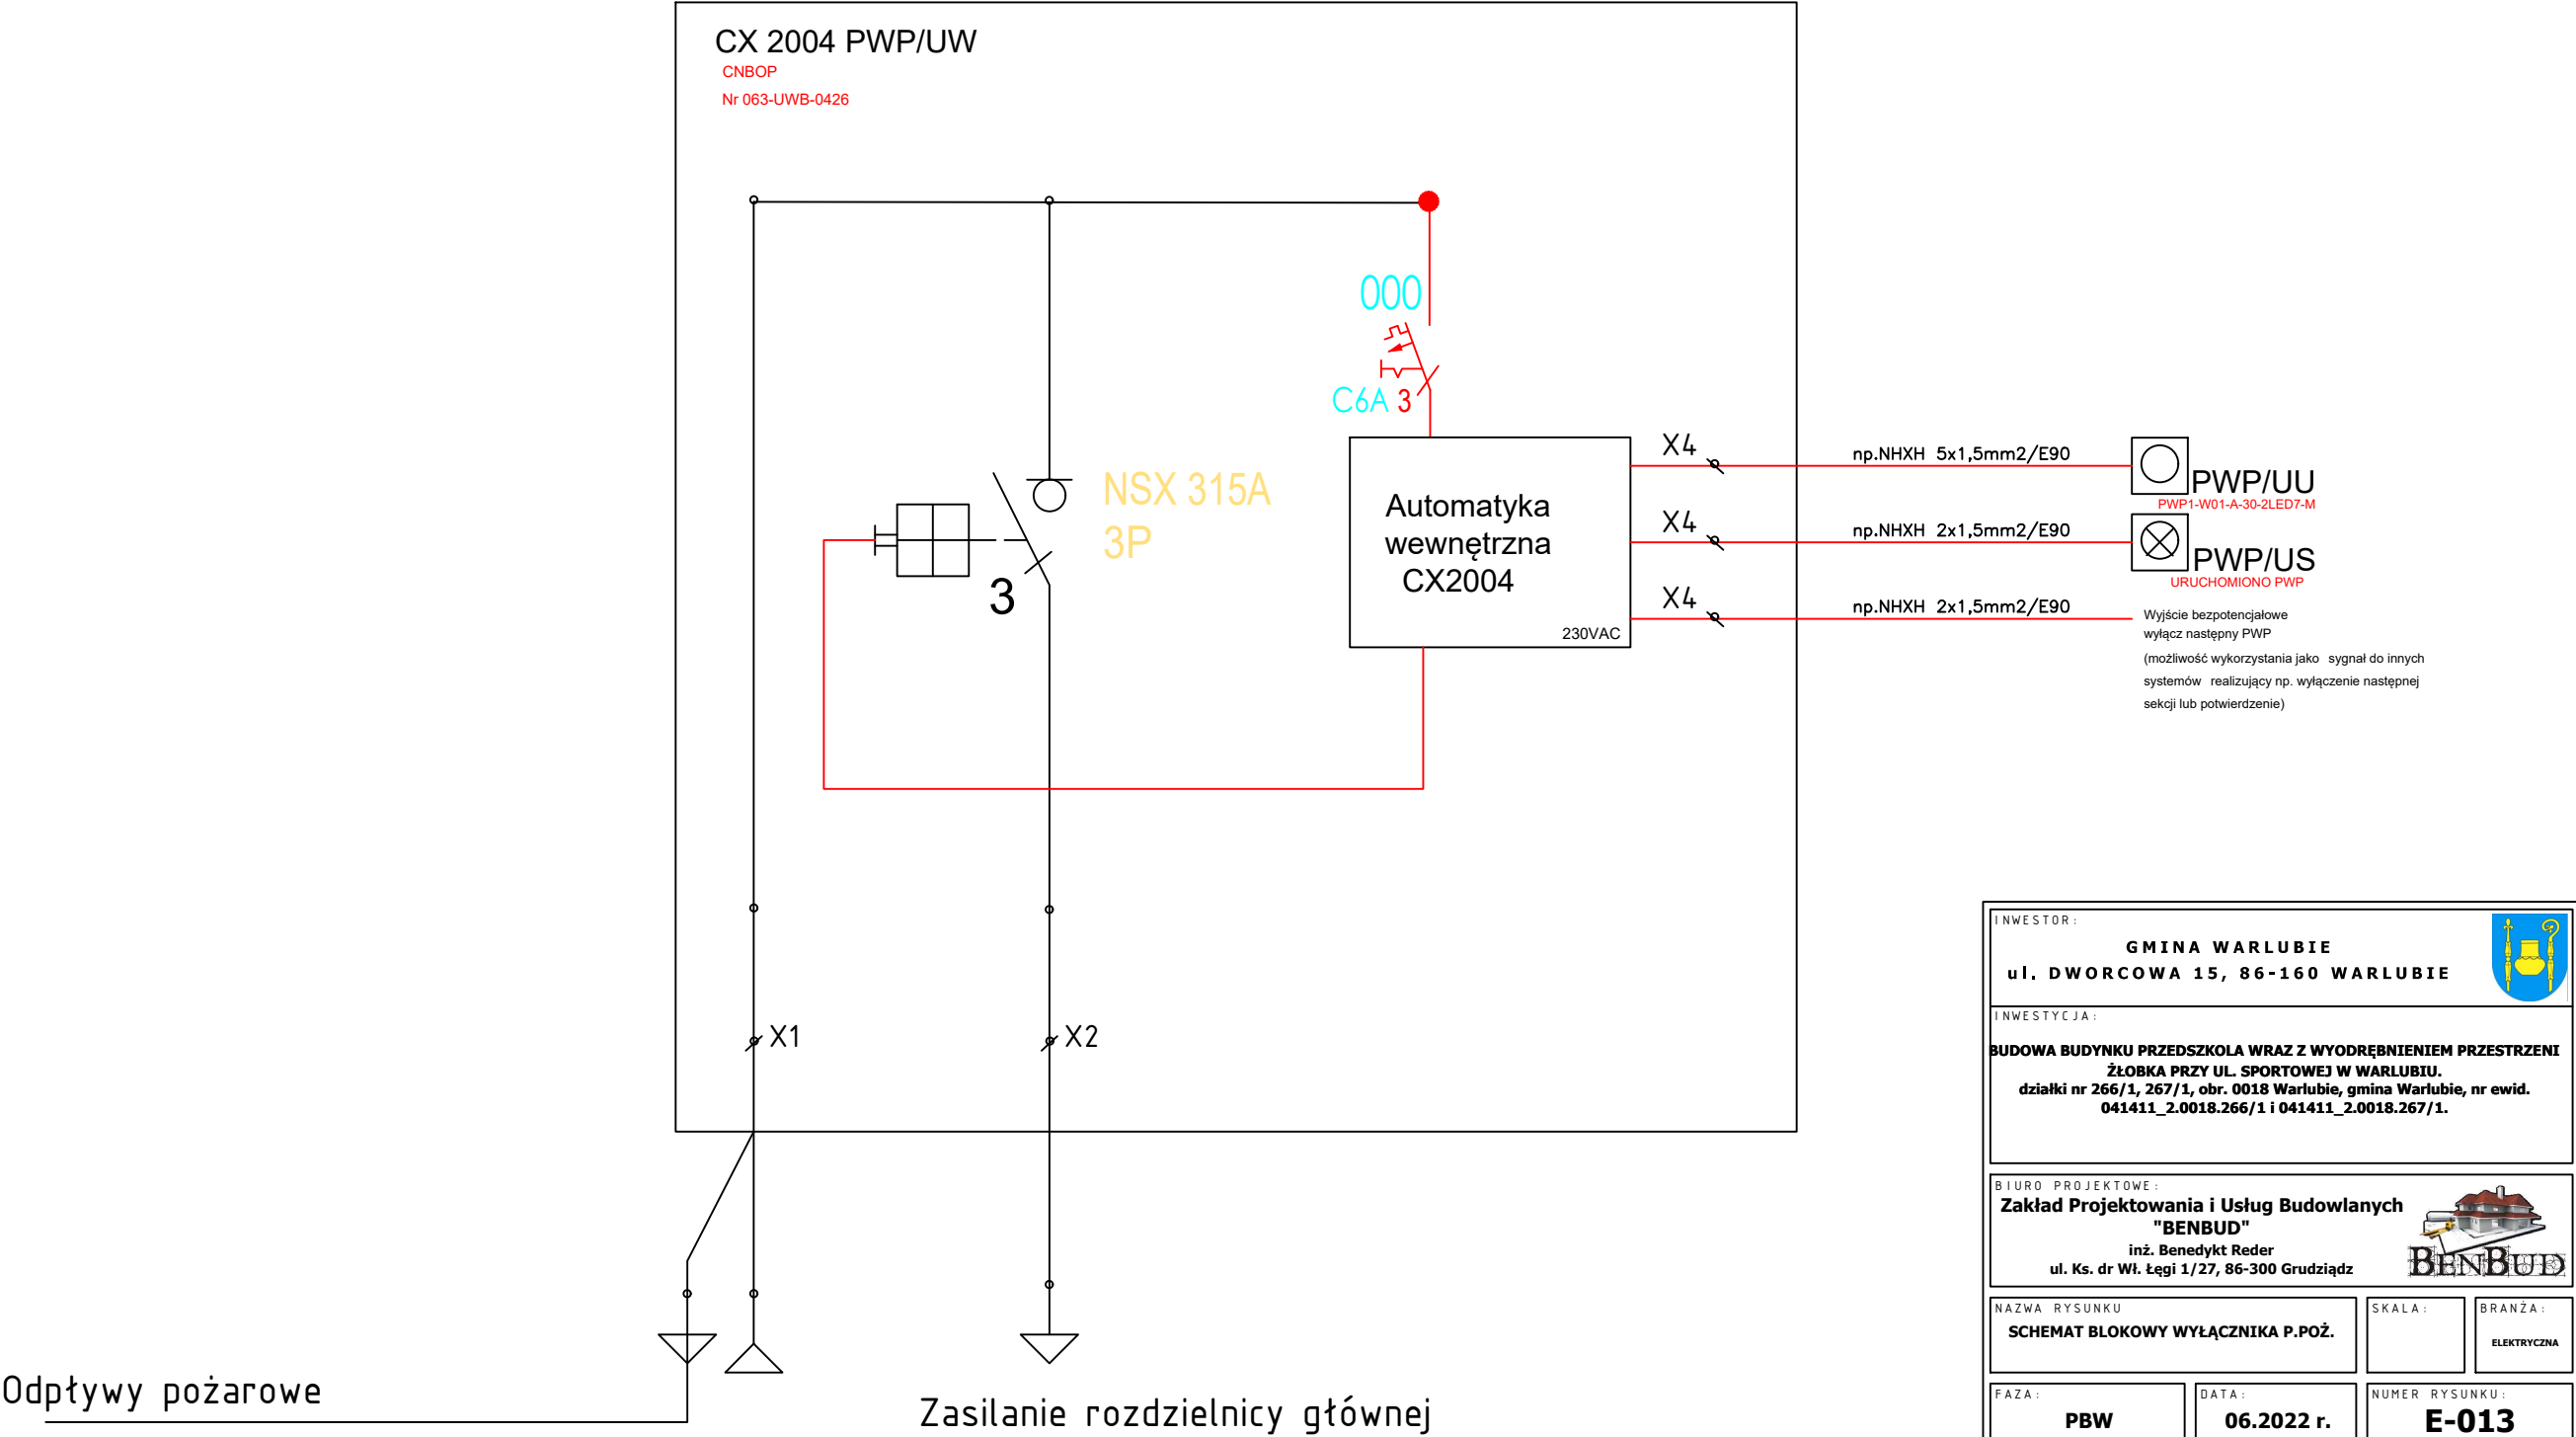 CX 2004 PWP/UW
CNBOP
Nr 063-UWB-0426
000
C6A 3
NSX 315A
3P
3
Automatyka
wewnętrzna
CX2004
230VAC
X4
np.NHXH 5x1,5mm2/E90
PWP/UU
PWP1-W01-A-30-2LED7-M
X4
np.NHXH 2x1,5mm2/E90
PWP/US
URUCHOMIONO PWP
X4
np.NHXH 2x1,5mm2/E90
Wyjście bezpotencjałowe
wyłącz następny PWP
(możliwość wykorzystania jako sygnał do innych
systemów realizujący np. wyłączenie następnej
sekcji lub potwierdzenie)
X1
X2
Odpływy pożarowe
Zasilanie rozdzielnicy głównej
INWESTOR:
GMINA WARLUBIE
ul. DWORCOWA 15, 86-160 WARLUBIE
INWESTYCJA:
BUDOWA BUDYNKU PRZEDSZKOLA WRAZ Z WYODRĘBNIENIEM PRZESTRZENI
ŻŁOBKA PRZY UL. SPORTOWEJ W WARLUBIU.
działki nr 266/1, 267/1, obr. 0018 Warlubie, gmina Warlubie, nr ewid.
041411_2.0018.266/1 i 041411_2.0018.267/1.
BIURO PROJEKTOWE:
Zakład Projektowania i Usług Budowlanych
"BENBUD"
inż. Benedykt Reder
ul. Ks. dr Wł. Łęgi 1/27, 86-300 Grudziądz
BENBUD
NAZWA RYSUNKU
SCHEMAT BLOKOWY WYŁĄCZNIKA P.POŻ.
SKALA:
BRANŻA:
ELEKTRYCZNA
FAZA:
PBW
DATA:
06.2022 r.
NUMER RYSUNKU:
E-013